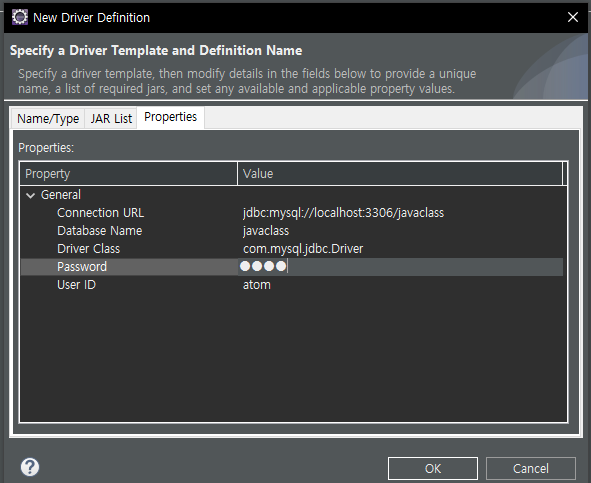 New Driver Definition
Specify a Driver Template and Definition Name
Specify a driver template, then modify details in the fields below to provide a unique
name, a list of required jars, and set any available and applicable property values.
Name/Type JAR List Properties
Properties:
Property Value
General
Connection URL jdbc:mysql://localhost:3306/javaclass
Database Name javaclass
Driver Class com.mysql.jdbc.Driver
Password ●●●●
User ID atom
? OK Cancel